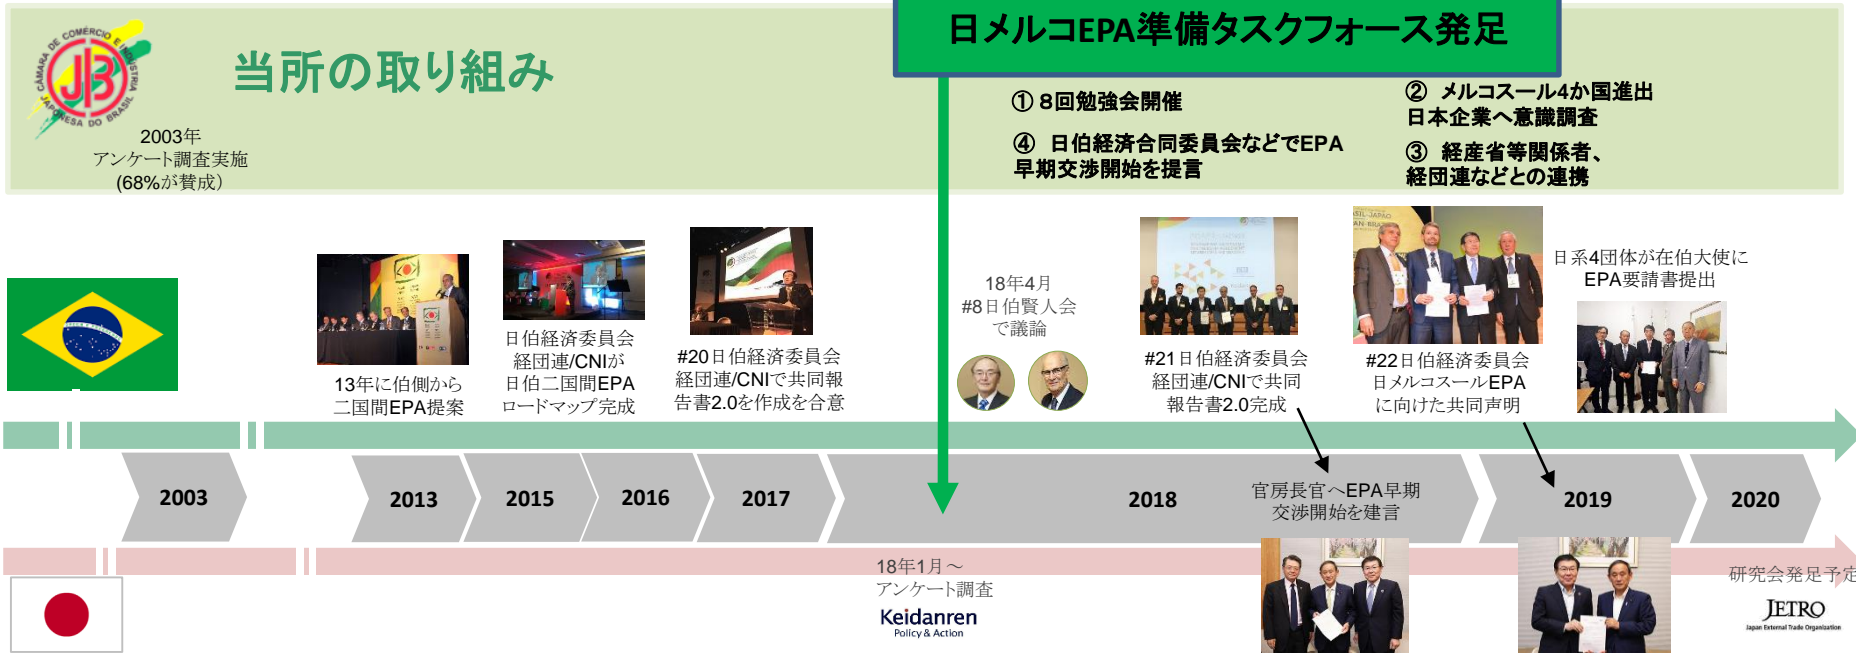 日メルコEPA準備タスクフォース発足
CÂMARA DE COMÉRCIO E INDÚSTRIA
JAPONESA DO BRASIL
当所の取り組み
2003年
アンケート調査実施
(68%が賛成）
① 8回勉強会開催
② メルコスール4か国進出
日本企業へ意識調査
④ 日伯経済合同委員会などでEPA
早期交渉開始を提言
③ 経産省等関係者、
経団連などとの連携
13年に伯側から
二国間EPA提案
日伯経済委員会
経団連/CNIが
日伯二国間EPA
ロードマップ完成
#20日伯経済委員会
経団連/CNIで共同報
告書2.0を作成を合意
18年4月
#8日伯賢人会
で議論
#21日伯経済委員会
経団連/CNIで共同
報告書2.0完成
#22日伯経済委員会
日メルコスールEPA
に向けた共同声明
日系4団体が在伯大使に
EPA要請書提出
2003
2013
2015
2016
2017
2018
官房長官へEPA早期
交渉開始を建言
2019
2020
18年1月～
アンケート調査
Keidanren
Policy & Action
研究会発足予定
JETRO
Japan External Trade Organization